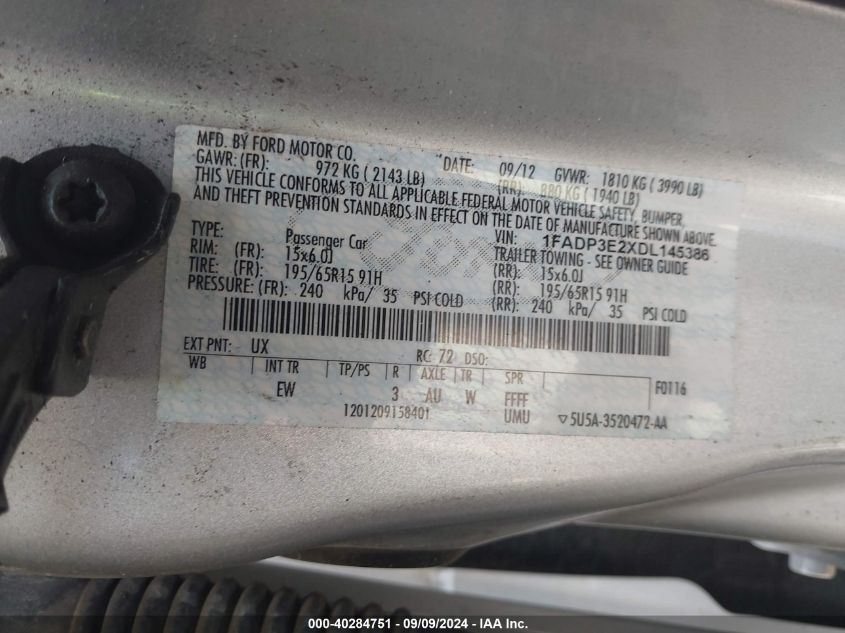 MFD. BY FORD MOTOR CO.
DATE: 09/12 GVWR: 1810 KG ( 3990 LB)
GAWR: (FR): 972 KG ( 2143 LB) (RR): 880 KG ( 1940 LB)
THIS VEHICLE CONFORMS TO ALL APPLICABLE FEDERAL MOTOR VEHICLE SAFETY, BUMPER,
AND THEFT PREVENTION STANDARDS IN EFFECT ON THE DATE OF MANUFACTURE SHOWN ABOVE.
VIN: 1FADP3E2XDL145386
TYPE: Passenger Car TRAILER TOWING - SEE OWNER GUIDE
RIM: (FR): 15x6.0J (RR): 15x6.0J
TIRE: (FR): 195/65R15 91H (RR): 195/65R15 91H
PRESSURE: (FR): 240 kPa/ 35 PSI COLD (RR): 240 kPa/ 35 PSI COLD
EXT PNT: UX RC: 72 DSO:
WB INT TR TP/PS R AXLE TR SPR F0116
EW 3 AU W FFFF
1201209158401 UMU ▽5U5A-3520472-AA
000-40284751 - 09/09/2024 - IAA Inc.